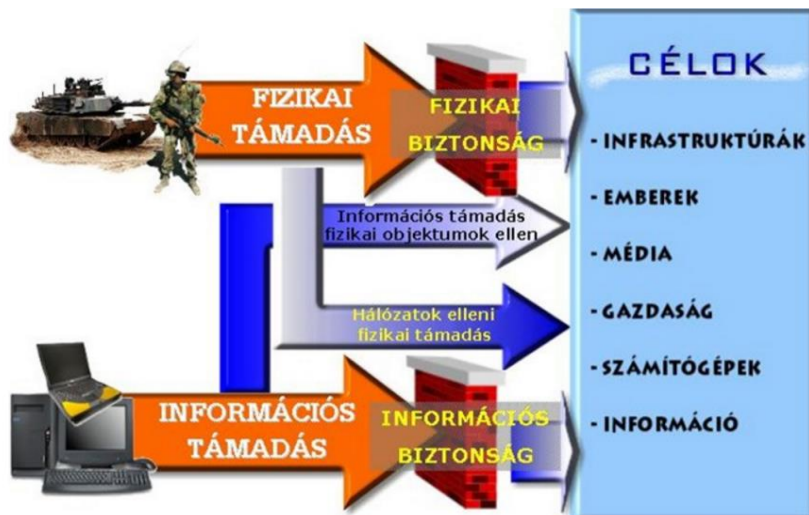 FIZIKAI
TÁMADÁS
FIZIKAI
BIZTONSÁG
Információs támadás
fizikai objektumok ellen
Hálózatok elleni
fizikai támadás
INFORMÁCIÓS
TÁMADÁS
INFORMÁCIÓS
BIZTONSÁG
CÉLOK
- INFRASTRUKTÚRÁK
- EMBEREK
- MÉDIA
- GAZDASÁG
- SZÁMÍTÓGÉPEK
- INFORMÁCIÓ